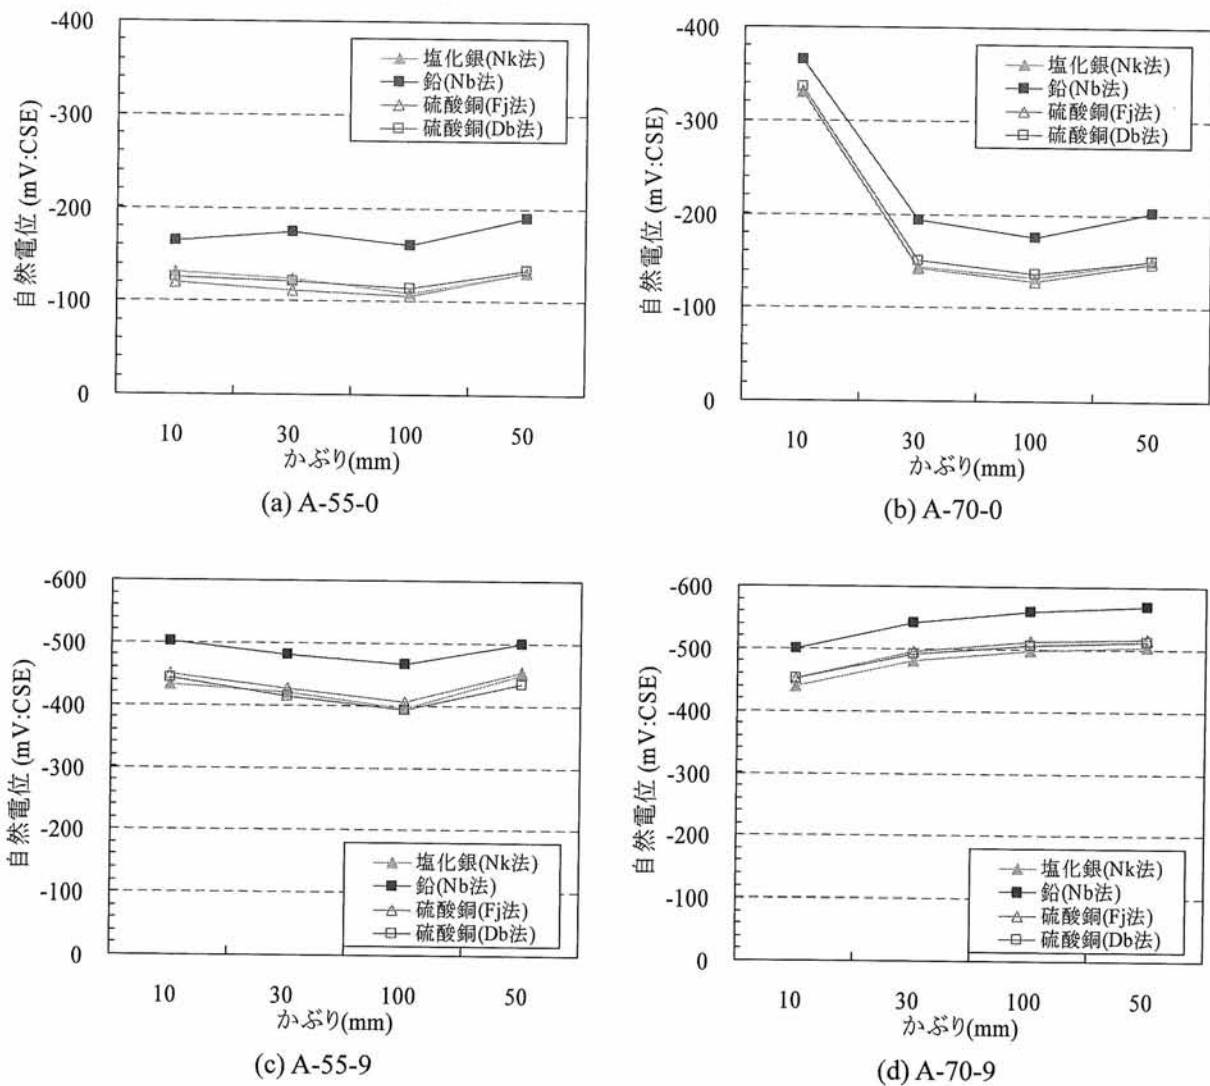 -400
-300
-200
-100
0
自然電位 (mV:CSE)
塩化銀(Nk法)
鉛(Nb法)
硫酸銅(Fj法)
硫酸銅(Db法)
10 30 100 50
かぶり(mm)
(a) A-55-0
-400
-300
-200
-100
0
自然電位 (mV:CSE)
塩化銀(Nk法)
鉛(Nb法)
硫酸銅(Fj法)
硫酸銅(Db法)
10 30 100 50
かぶり(mm)
(b) A-70-0
-600
-500
-400
-300
-200
-100
0
自然電位 (mV:CSE)
塩化銀(Nk法)
鉛(Nb法)
硫酸銅(Fj法)
硫酸銅(Db法)
10 30 100 50
かぶり(mm)
(c) A-55-9
-600
-500
-400
-300
-200
-100
0
自然電位 (mV:CSE)
塩化銀(Nk法)
鉛(Nb法)
硫酸銅(Fj法)
硫酸銅(Db法)
10 30 100 50
かぶり(mm)
(d) A-70-9